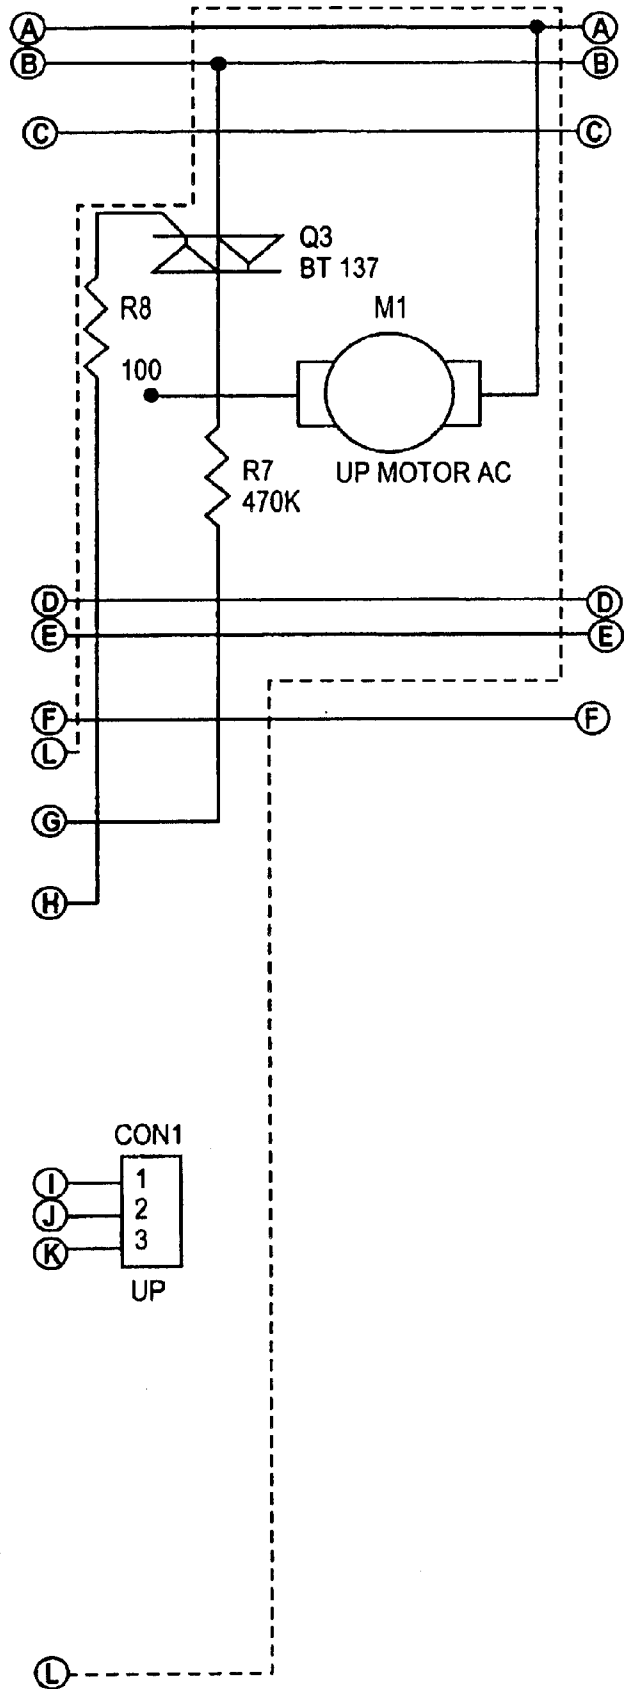 A A
B B
C C
Q3
BT 137
R8
M1
100
R7
470K
UP MOTOR AC
D D
E E
F F
L
G
H
CON1
I 1
J 2
K 3
UP
L